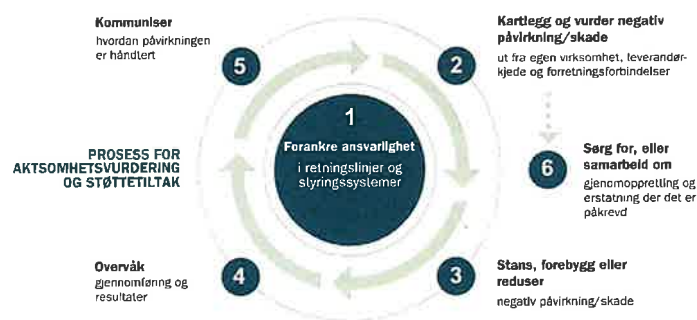 Kommuniser
hvordan påvirkningen
er håndtert
5
2
Kartlegg og vurder negativ
påvirkning/skade
ut fra egen virksomhet, leverandør-
kjede og forretningsforbindelser
1
Forankre ansvarlighet
i retningslinjer og
styringssystemer
PROSESS FOR
AKTSOMHETSVURDERING
OG STØTTETILTAK
6
Sørg for, eller
samarbeid om
gjenomoppretting og
erstatning der det er
påkrevd
Overvåk
gjennomføring og
resultater
4
3
Stans, forebygg eller
reduser
negativ påvirkning/skade